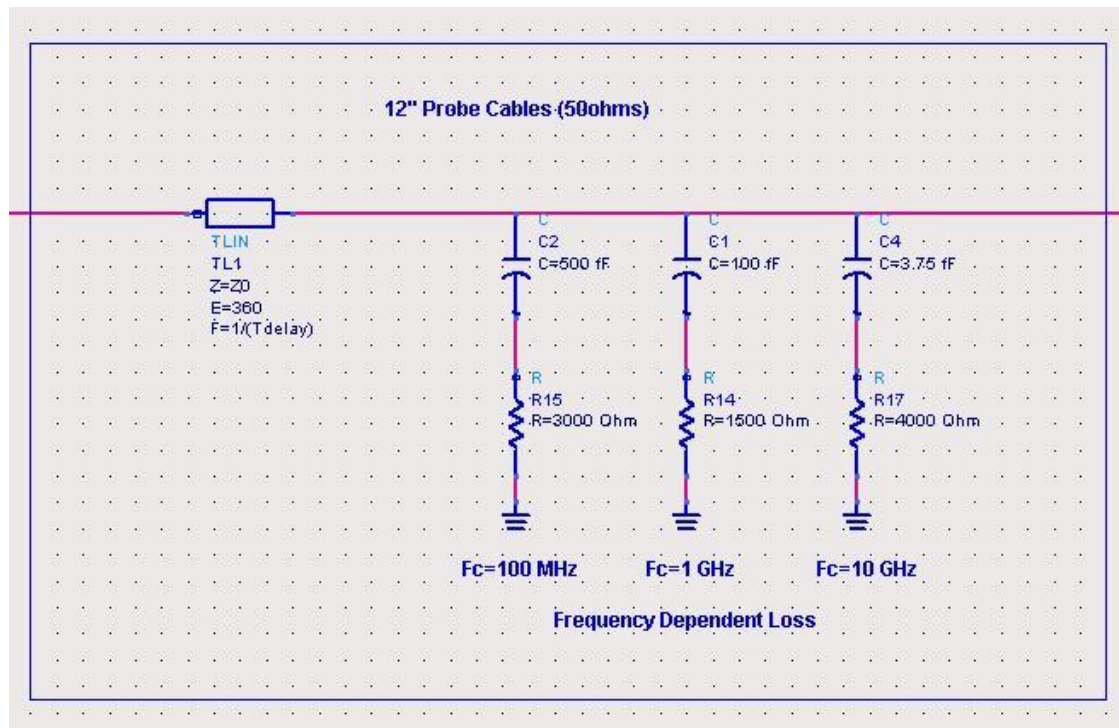 12" Probe Cables (50ohms)
TLIN
TL1
Z=Z0
E=360
F=1/(Tdelay)
C
C2
C=500 fF
C
C1
C=100 fF
C
C4
C=3.75 fF
R
R15
R=3000 Ohm
R
R14
R=1500 Ohm
R
R17
R=4000 Ohm
Fc=100 MHz
Fc=1 GHz
Fc=10 GHz
Frequency Dependent Loss